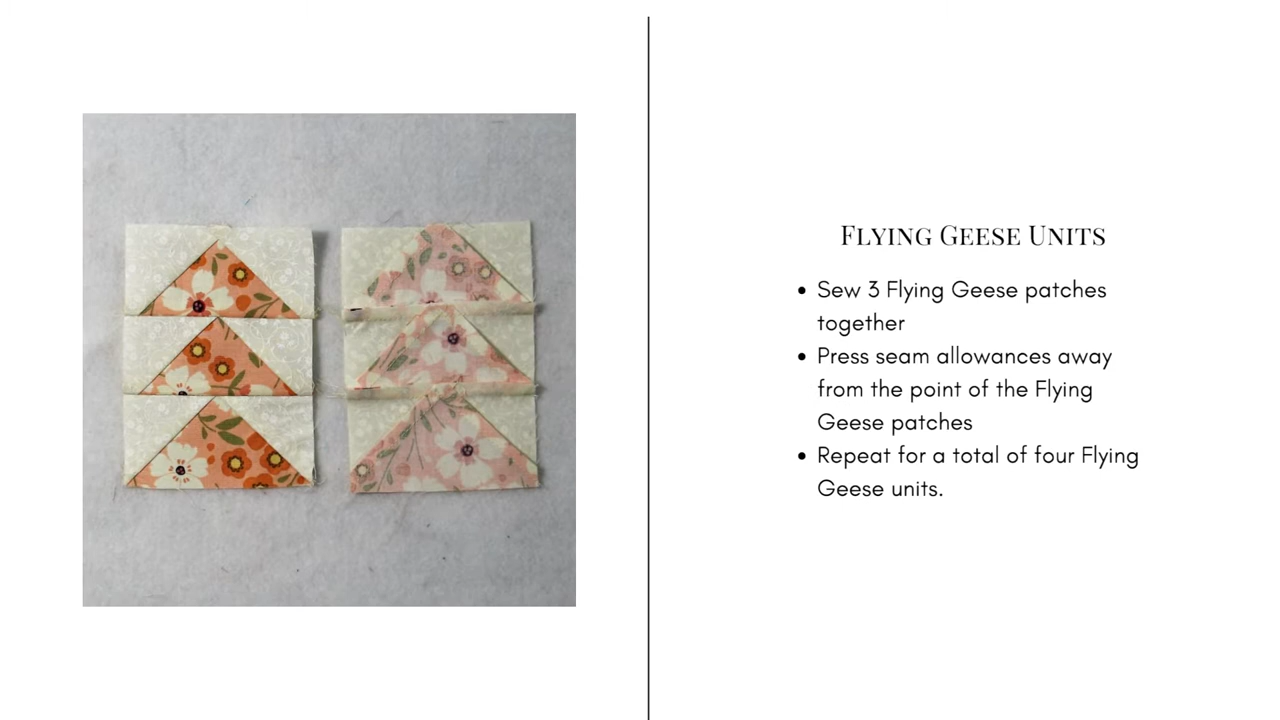 Flying Geese Units
• Sew 3 Flying Geese patches
together
• Press seam allowances away
from the point of the Flying
Geese patches
• Repeat for a total of four Flying
Geese units.